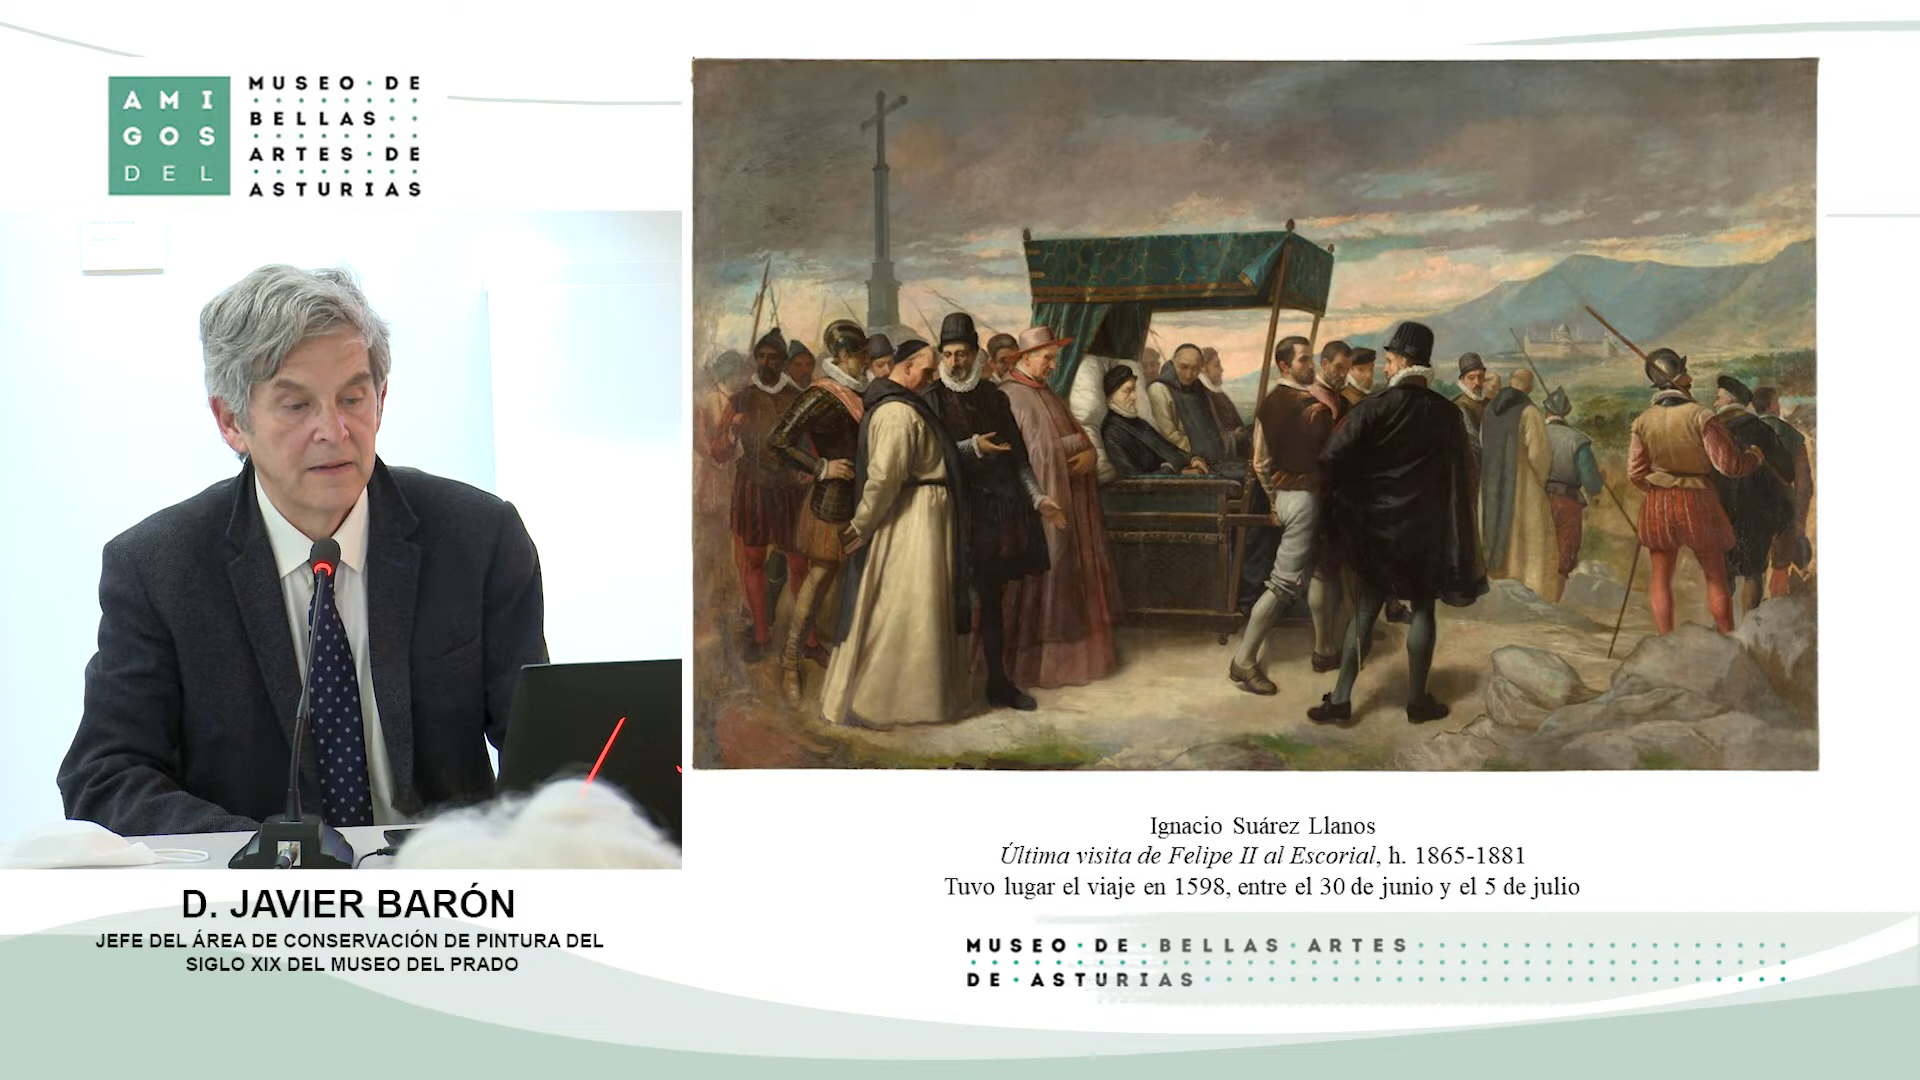 AMI
GOS
DEL
MUSEO · DE
BELLAS
ARTES · DE
ASTURIAS
D. JAVIER BARÓN
JEFE DEL ÁREA DE CONSERVACIÓN DE PINTURA DEL
SIGLO XIX DEL MUSEO DEL PRADO
Ignacio Suárez Llanos
Última visita de Felipe II al Escorial, h. 1865-1881
Tuvo lugar el viaje en 1598, entre el 30 de junio y el 5 de julio
MUSEO · DE · BELLAS · ARTES
DE · ASTURIAS